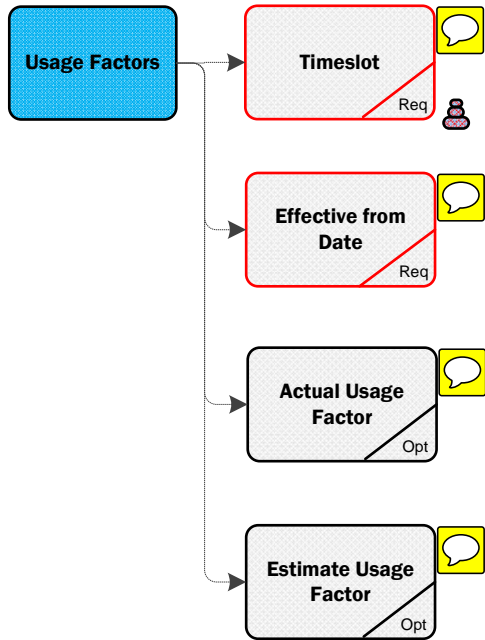 Usage Factors
Timeslot
Req
Effective from
Date
Req
Actual Usage
Factor
Opt
Estimate Usage
Factor
Opt